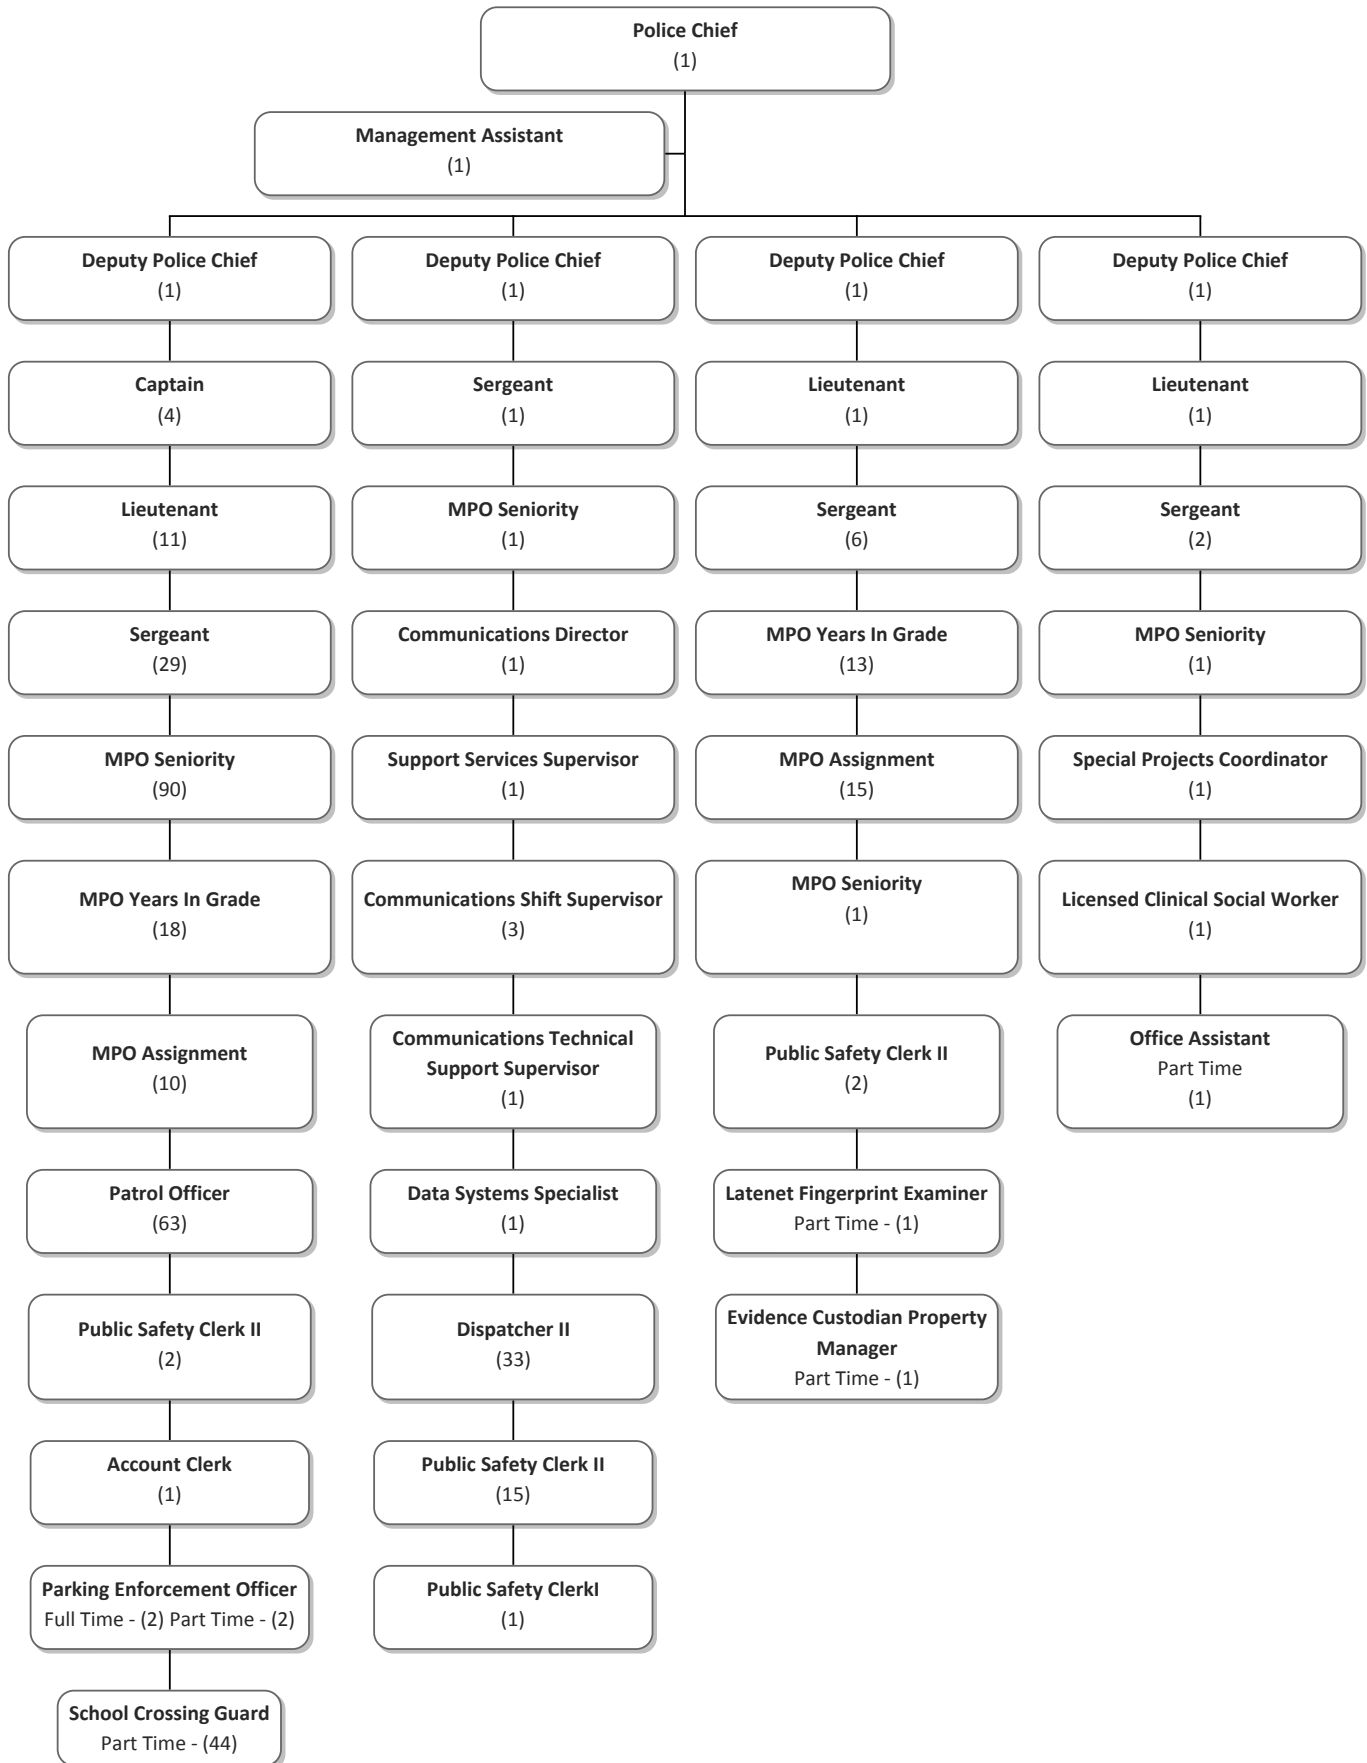 Police Chief
(1)
Management Assistant
(1)
Deputy Police Chief
(1)
Captain
(4)
Lieutenant
(11)
Sergeant
(29)
MPO Seniority
(90)
MPO Years In Grade
(18)
MPO Assignment
(10)
Patrol Officer
(63)
Public Safety Clerk II
(2)
Account Clerk
(1)
Parking Enforcement Officer
Full Time - (2) Part Time - (2)
School Crossing Guard
Part Time - (44)
Deputy Police Chief
(1)
Sergeant
(1)
MPO Seniority
(1)
Communications Director
(1)
Support Services Supervisor
(1)
Communications Shift Supervisor
(3)
Communications Technical
Support Supervisor
(1)
Data Systems Specialist
(1)
Dispatcher II
(33)
Public Safety Clerk II
(15)
Public Safety ClerkI
(1)
Deputy Police Chief
(1)
Lieutenant
(1)
Sergeant
(6)
MPO Years In Grade
(13)
MPO Assignment
(15)
MPO Seniority
(1)
Public Safety Clerk II
(2)
Latenet Fingerprint Examiner
Part Time - (1)
Evidence Custodian Property
Manager
Part Time - (1)
Deputy Police Chief
(1)
Lieutenant
(1)
Sergeant
(2)
MPO Seniority
(1)
Special Projects Coordinator
(1)
Licensed Clinical Social Worker
(1)
Office Assistant
Part Time
(1)